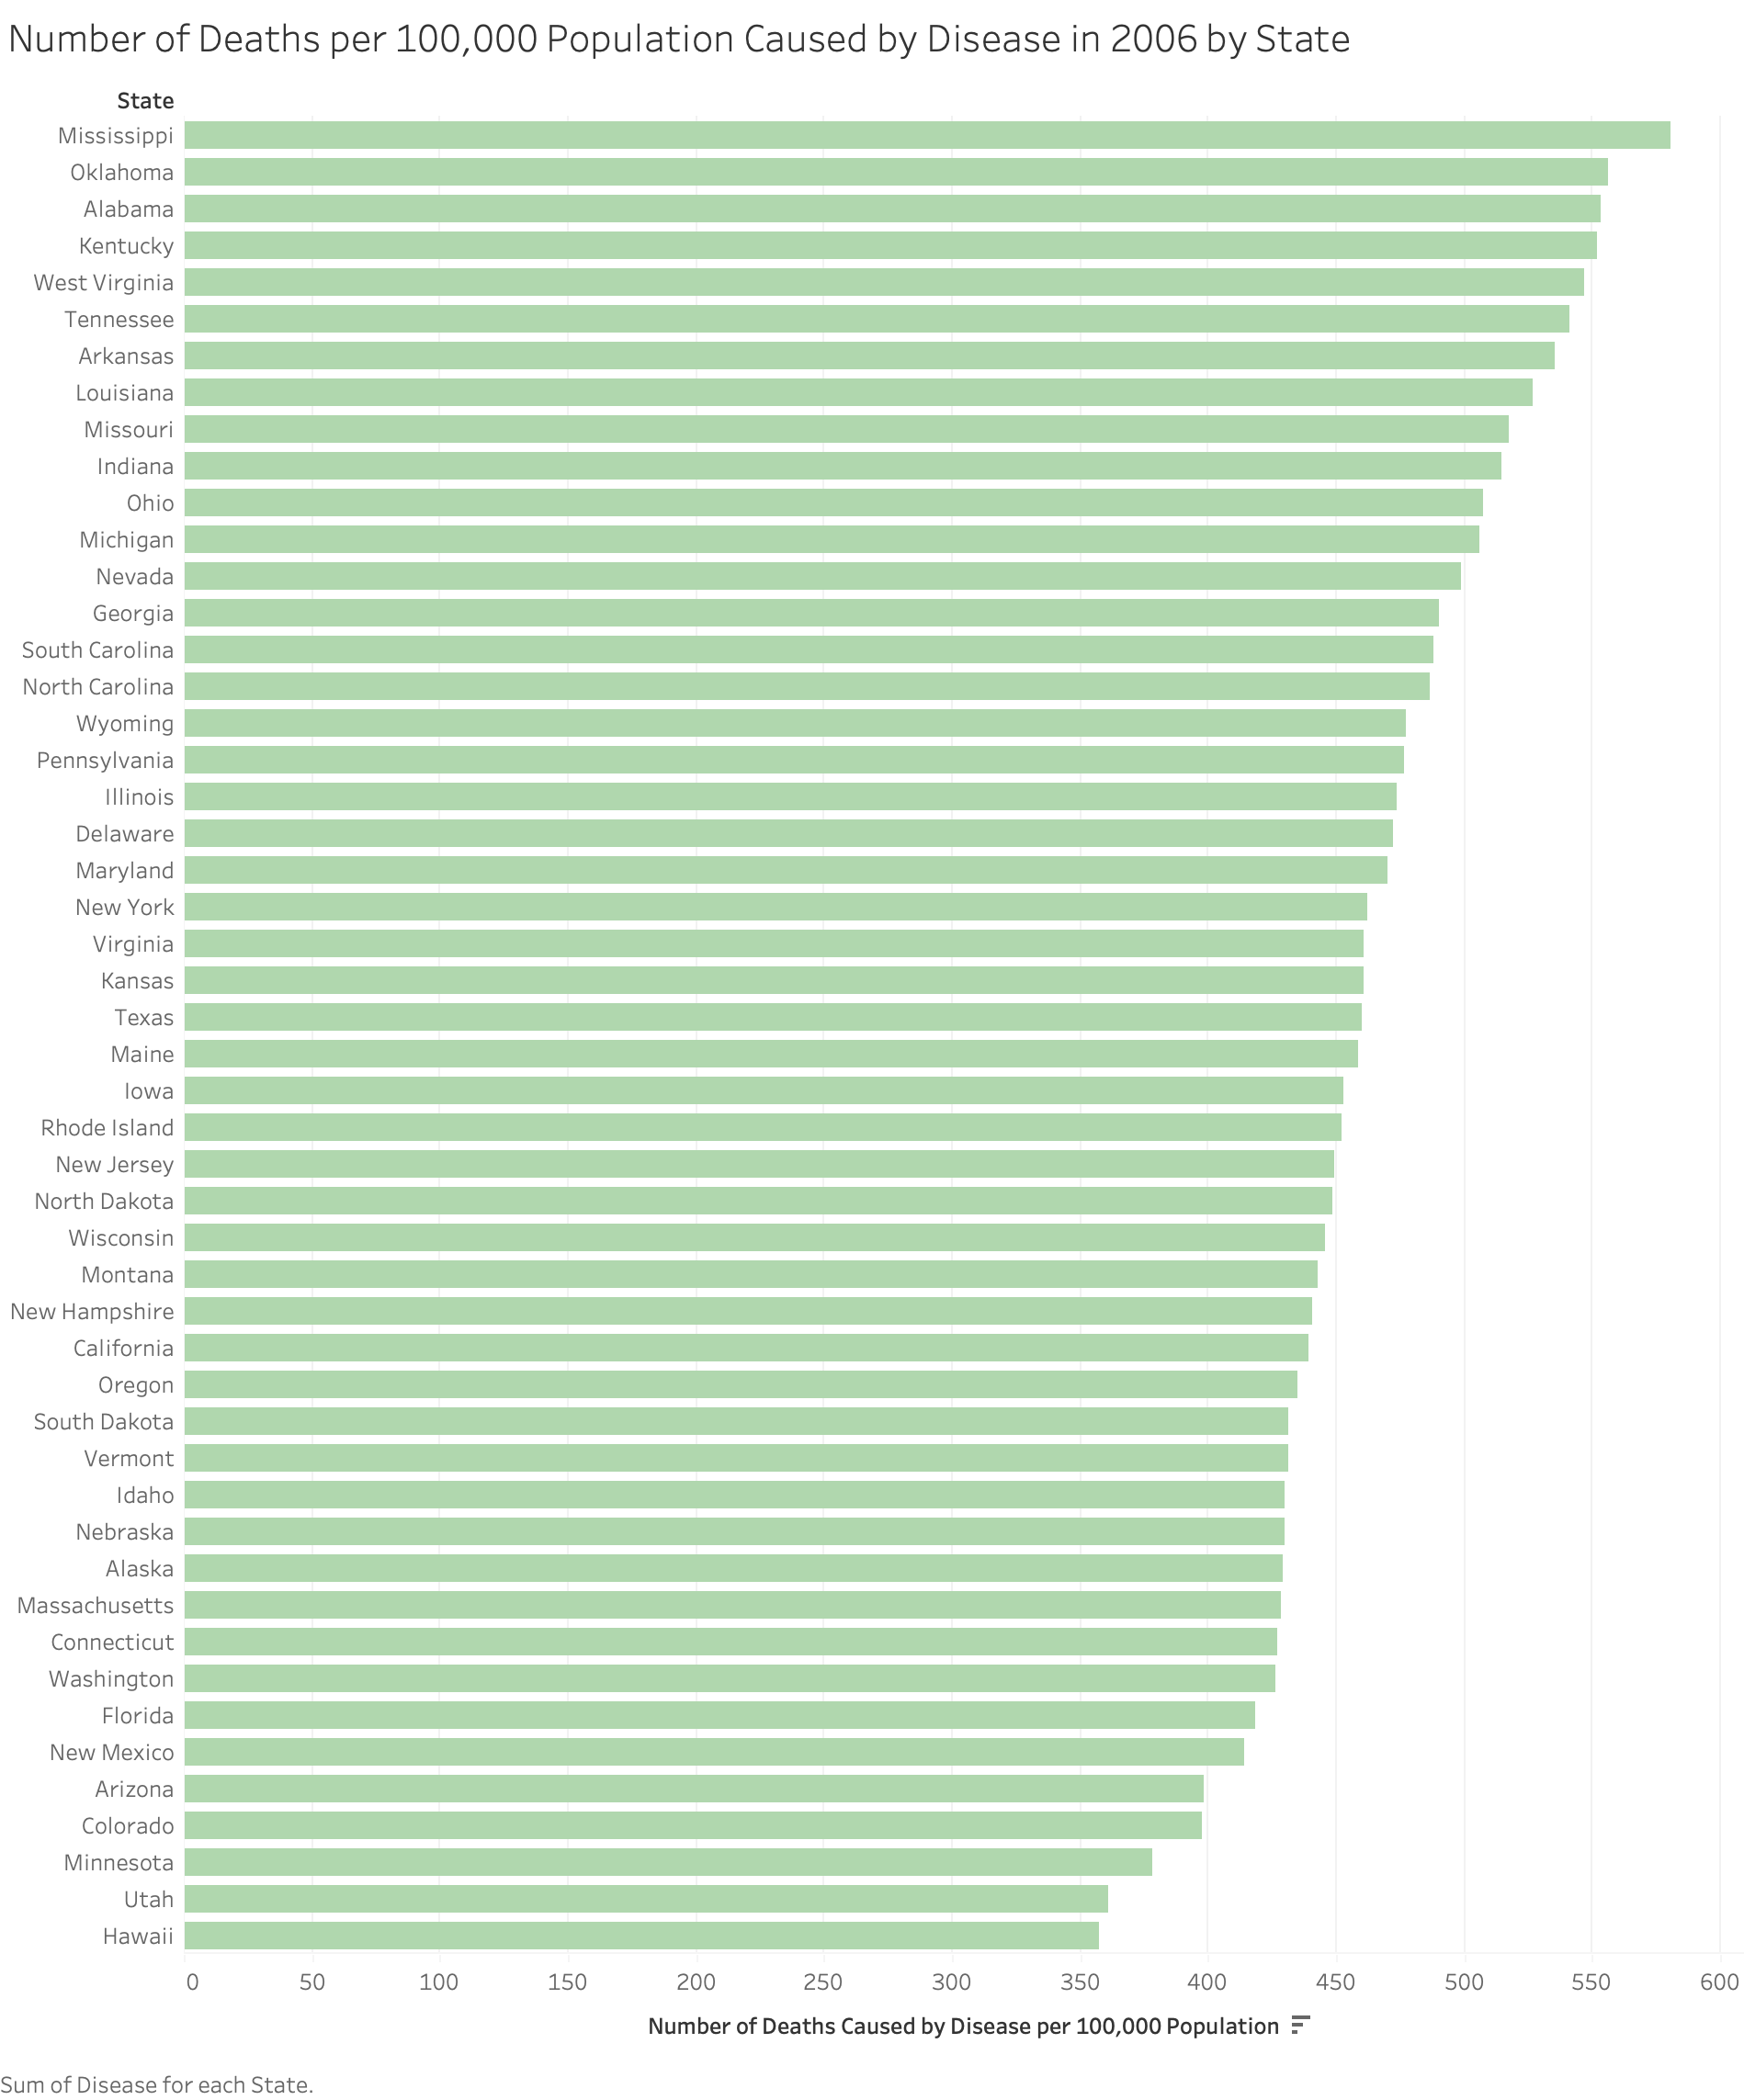 Number of Deaths per 100,000 Population Caused by Disease in 2006 by State
State
Mississippi
Oklahoma
Alabama
Kentucky
West Virginia
Tennessee
Arkansas
Louisiana
Missouri
Indiana
Ohio
Michigan
Nevada
Georgia
South Carolina
North Carolina
Wyoming
Pennsylvania
Illinois
Delaware
Maryland
New York
Virginia
Kansas
Texas
Maine
Iowa
Rhode Island
New Jersey
North Dakota
Wisconsin
Montana
New Hampshire
California
Oregon
South Dakota
Vermont
Idaho
Nebraska
Alaska
Massachusetts
Connecticut
Washington
Florida
New Mexico
Arizona
Colorado
Minnesota
Utah
Hawaii
0 50 100 150 200 250 300 350 400 450 500 550 600
Number of Deaths Caused by Disease per 100,000 Population
Sum of Disease for each State.